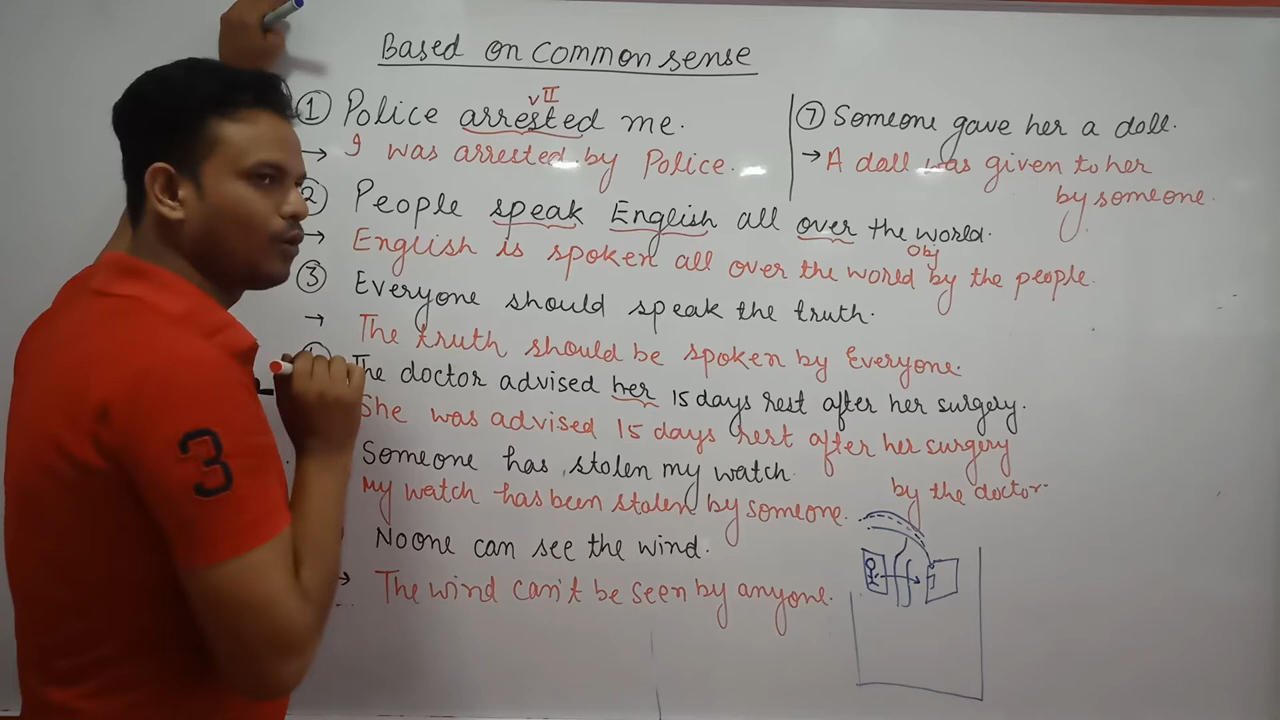 Based on Common sense
① Police arrested me.
V II
→ I was arrested by Police.
② People speak English all over the world.
Obj
→ English is spoken all over the world by the people.
③ Everyone should speak the truth.
→ The truth should be spoken by Everyone.
The doctor advised her 15 days rest after her surgery.
She was advised 15 days rest after her surgery
by the doctor.
Someone has stolen my watch.
My watch has been stolen by someone.
Noone can see the wind.
→ The wind can't be seen by anyone.
⑦ Someone gave her a doll.
→ A doll was given to her
by someone.
3